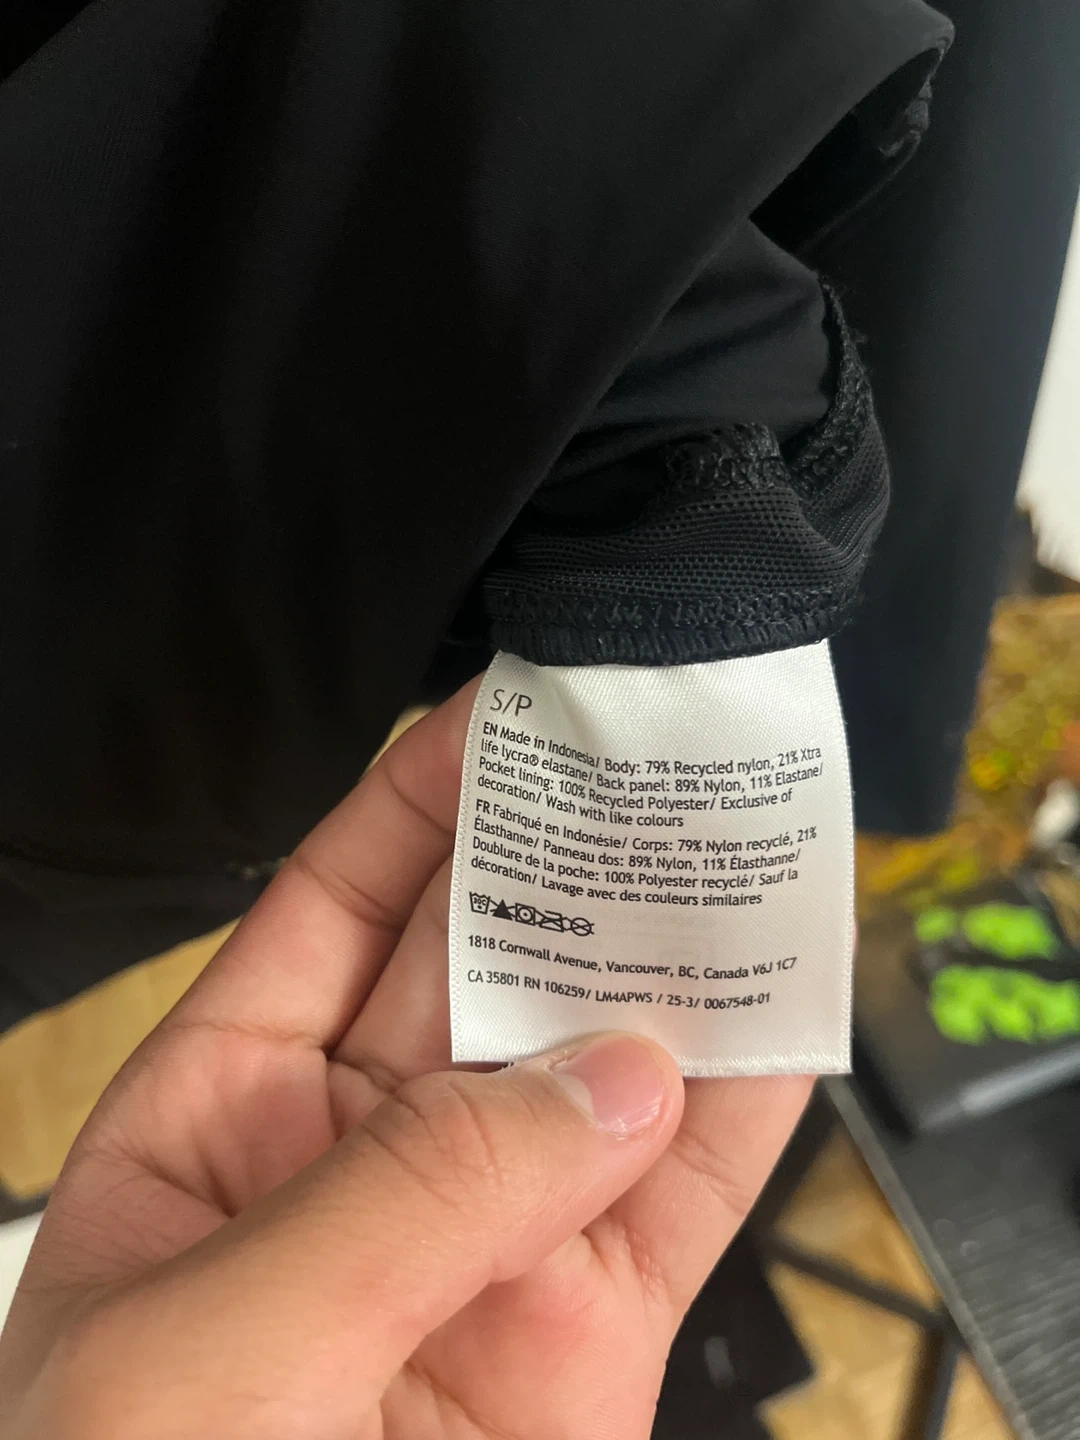 S/P
EN Made in Indonesia/ Body: 79% Recycled nylon, 21% Xtra
life lycra® elastane/ Back panel: 89% Nylon, 11% Elastane/
Pocket lining: 100% Recycled Polyester/ Exclusive of
decoration/ Wash with like colours
FR Fabriqué en Indonésie/ Corps: 79% Nylon recyclé, 21%
Élasthanne/ Panneau dos: 89% Nylon, 11% Élasthanne/
Doublure de la poche: 100% Polyester recyclé/ Sauf la
décoration/ Lavage avec des couleurs similaires
30C
1818 Cornwall Avenue, Vancouver, BC, Canada V6J 1C7
CA 35801 RN 106259/ LM4APWS / 25-3/ 0067548-01